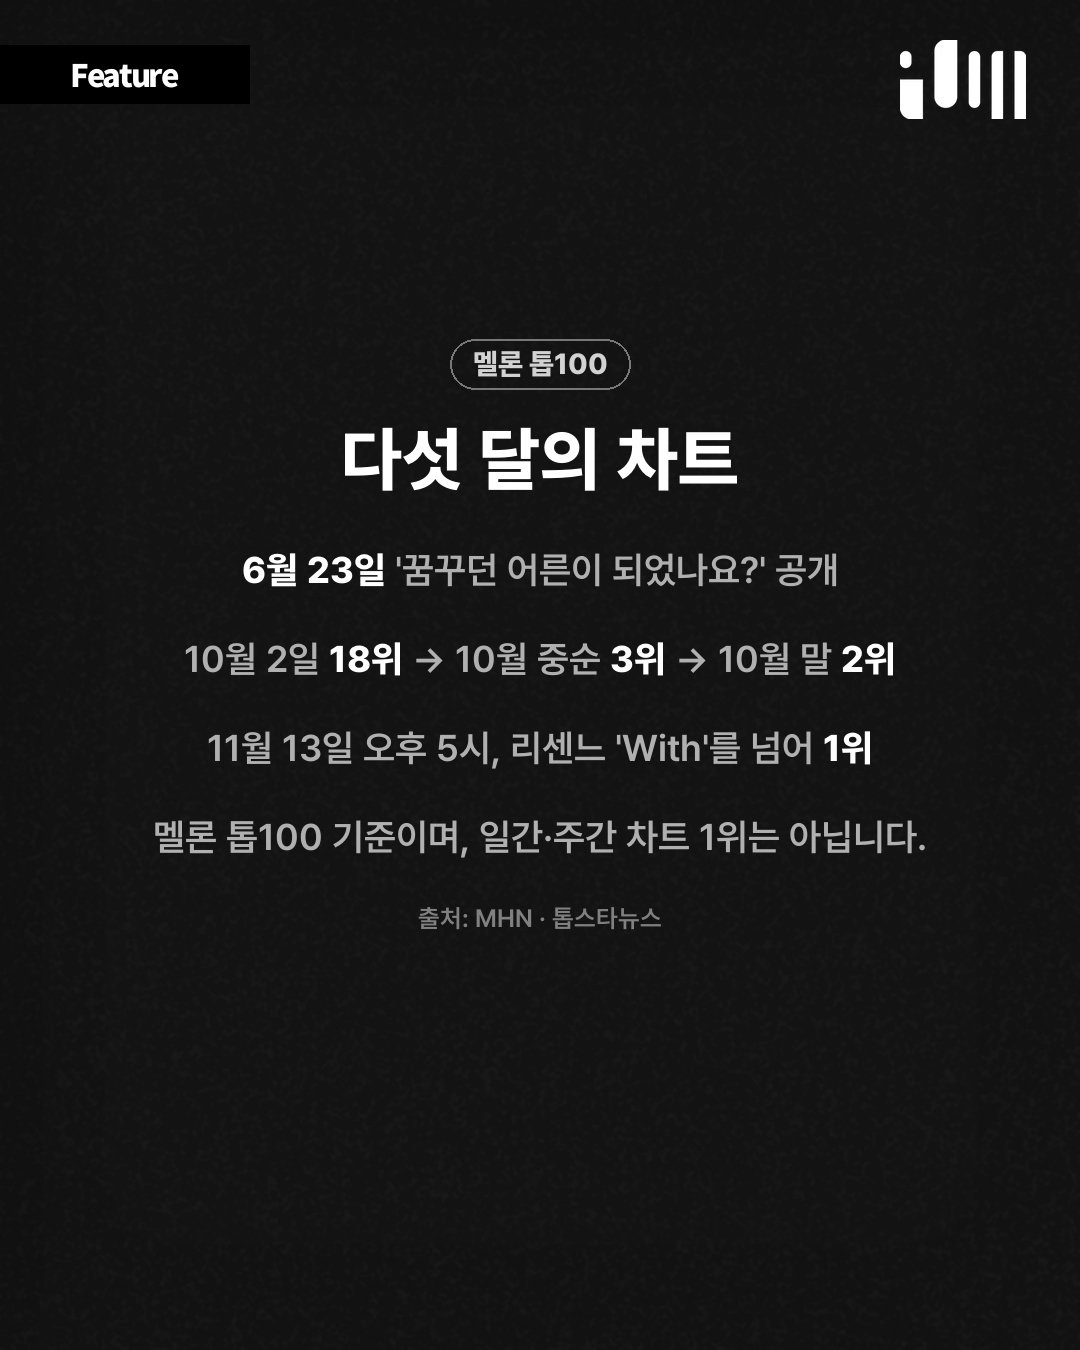 Feature
idm
멜론 톱100
다섯 달의 차트
6월 23일 '꿈꾸던 어른이 되었나요?' 공개
10월 2일 18위 → 10월 중순 3위 → 10월 말 2위
11월 13일 오후 5시, 리센느 'With'를 넘어 1위
멜론 톱100 기준이며, 일간·주간 차트 1위는 아닙니다.
출처: MHN · 톱스타뉴스